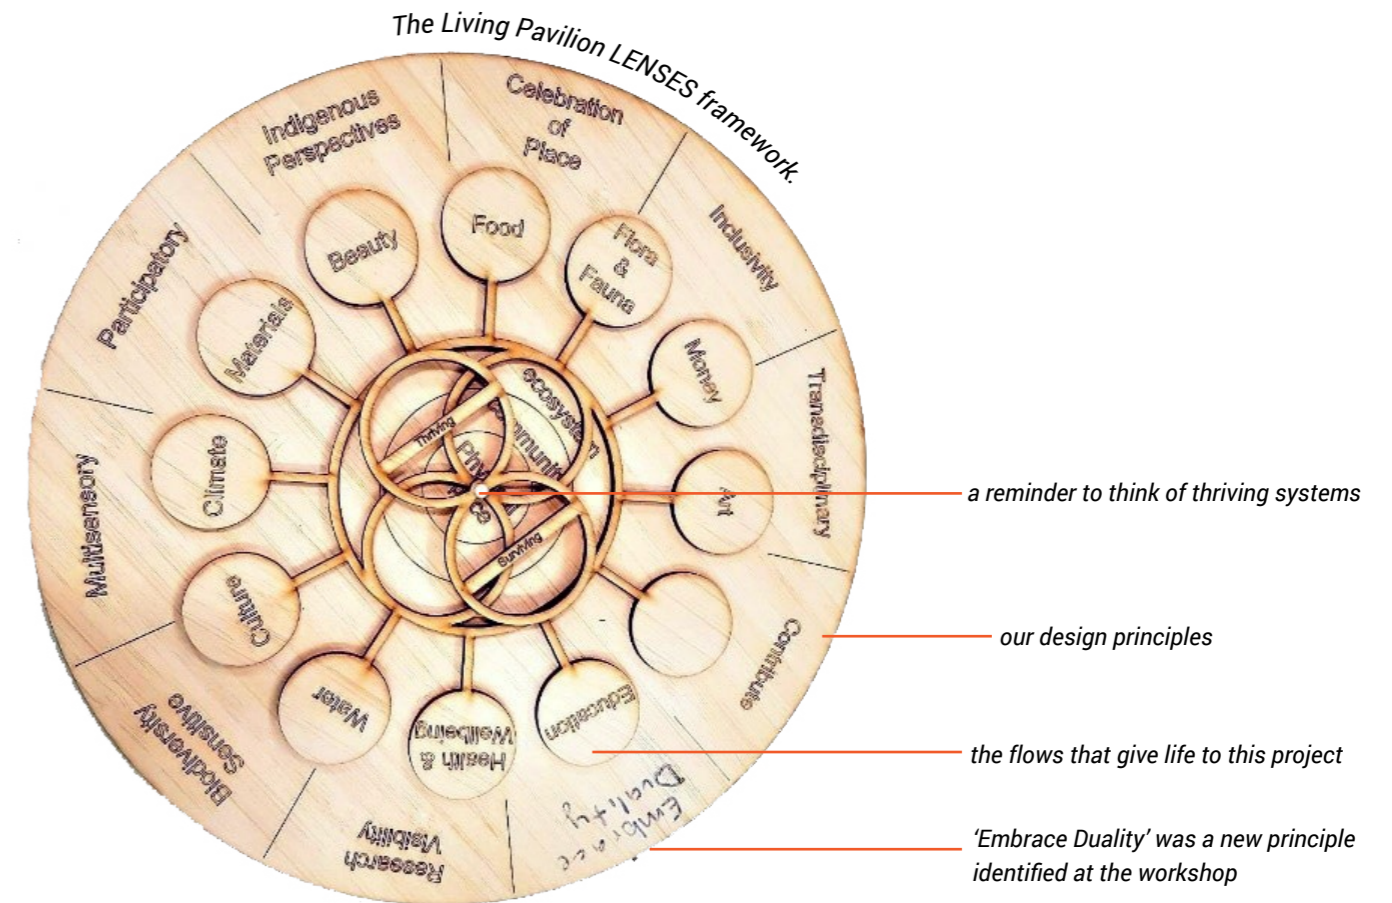 The Living Pavilion LENSES framework.
Indigenous
Perspectives
Celebration
of
Place
Inclusivity
Transdisciplinary
Contribute
Embrace
Duality
Research
Visibility
Biodiversity
Sensitive
Multisensory
Participatory
Beauty
Food
Flora
&
Fauna
Money
Art
Education
Health &
Wellbeing
Water
Culture
Climate
Materials
ecosystem
Thriving
Surviving
a reminder to think of thriving systems
our design principles
the flows that give life to this project
‘Embrace Duality’ was a new principle
identified at the workshop